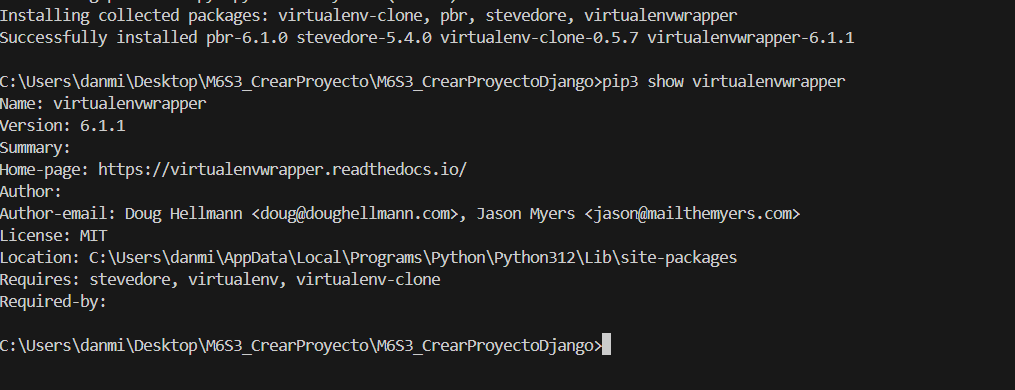 Installing collected packages: virtualenv-clone, pbr, stevedore, virtualenvwrapper
Successfully installed pbr-6.1.0 stevedore-5.4.0 virtualenv-clone-0.5.7 virtualenvwrapper-6.1.1
C:\Users\danmi\Desktop\M6S3_CrearProyecto\M6S3_CrearProyectoDjango>pip3 show virtualenvwrapper
Name: virtualenvwrapper
Version: 6.1.1
Summary:
Home-page: https://virtualenvwrapper.readthedocs.io/
Author:
Author-email: Doug Hellmann <doug@doughellmann.com>, Jason Myers <jason@mailthemyers.com>
License: MIT
Location: C:\Users\danmi\AppData\Local\Programs\Python\Python312\Lib\site-packages
Requires: stevedore, virtualenv, virtualenv-clone
Required-by:
C:\Users\danmi\Desktop\M6S3_CrearProyecto\M6S3_CrearProyectoDjango>